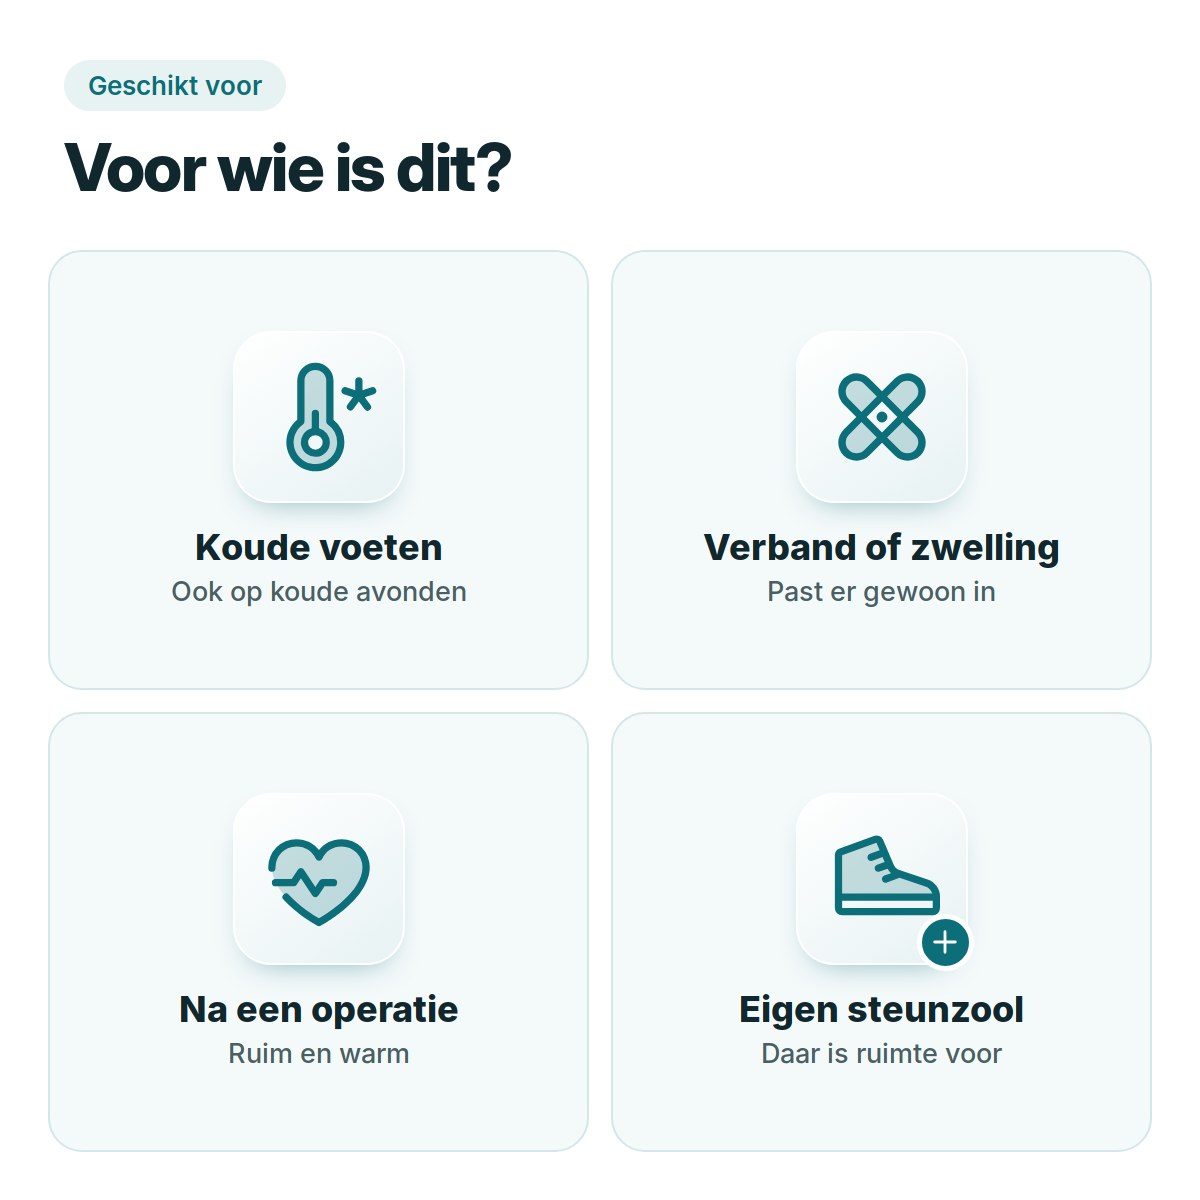 Geschikt voor
Voor wie is dit?
Koude voeten
Ook op koude avonden
Verband of zwelling
Past er gewoon in
Na een operatie
Ruim en warm
Eigen steunzool
Daar is ruimte voor